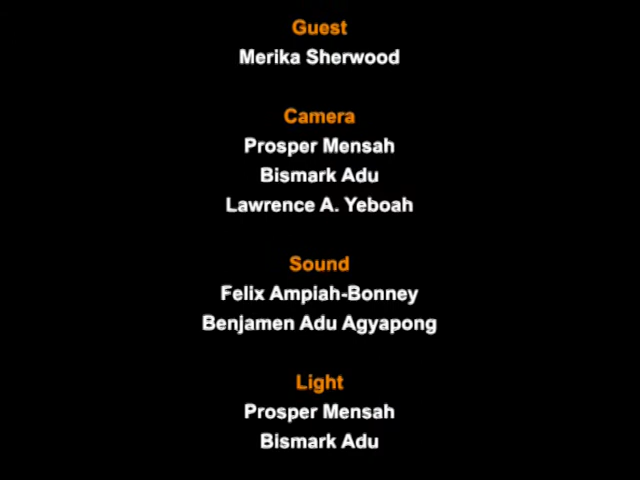 Guest
Merika Sherwood
Camera
Prosper Mensah
Bismark Adu
Lawrence A. Yeboah
Sound
Felix Ampiah-Bonney
Benjamen Adu Agyapong
Light
Prosper Mensah
Bismark Adu